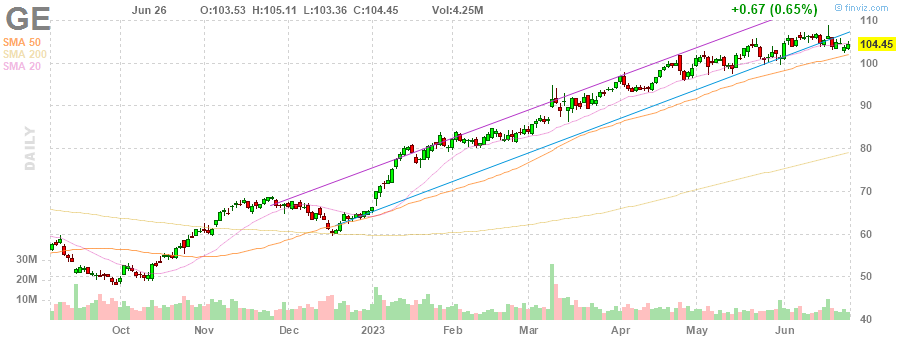 GE
Jun 26 O:103.53 H:105.11 L:103.36 C:104.45 Vol:4.25M +0.67 (0.65%) finviz.com
SMA 50
SMA 200
SMA 20
DAILY
110
104.45
100
90
80
70
60
50
40
30M
20M
10M
Oct Nov Dec 2023 Feb Mar Apr May Jun